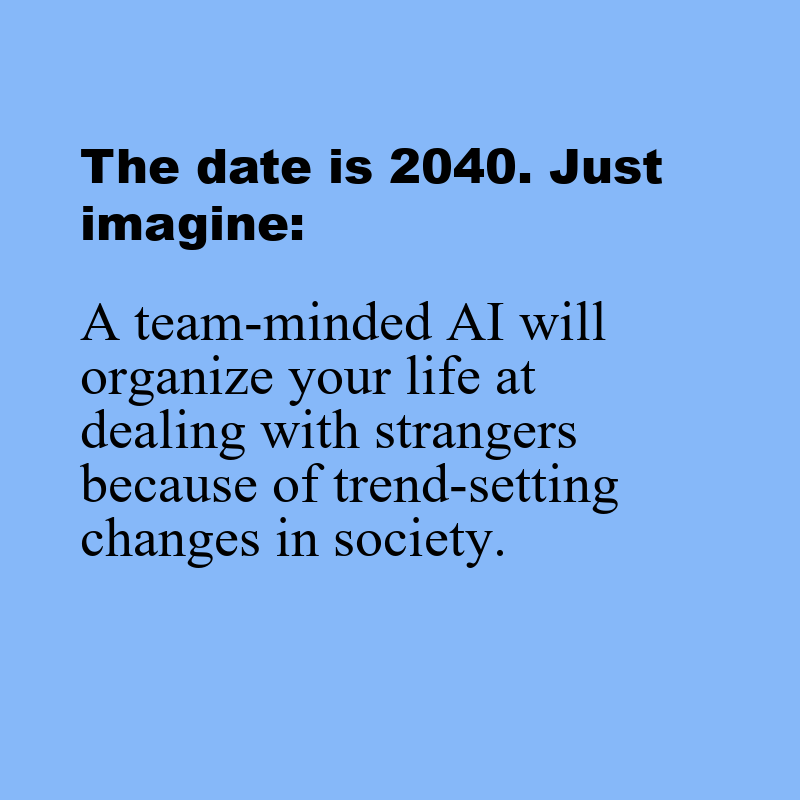 The date is 2040. Just
imagine:
A team-minded AI will
organize your life at
dealing with strangers
because of trend-setting
changes in society.